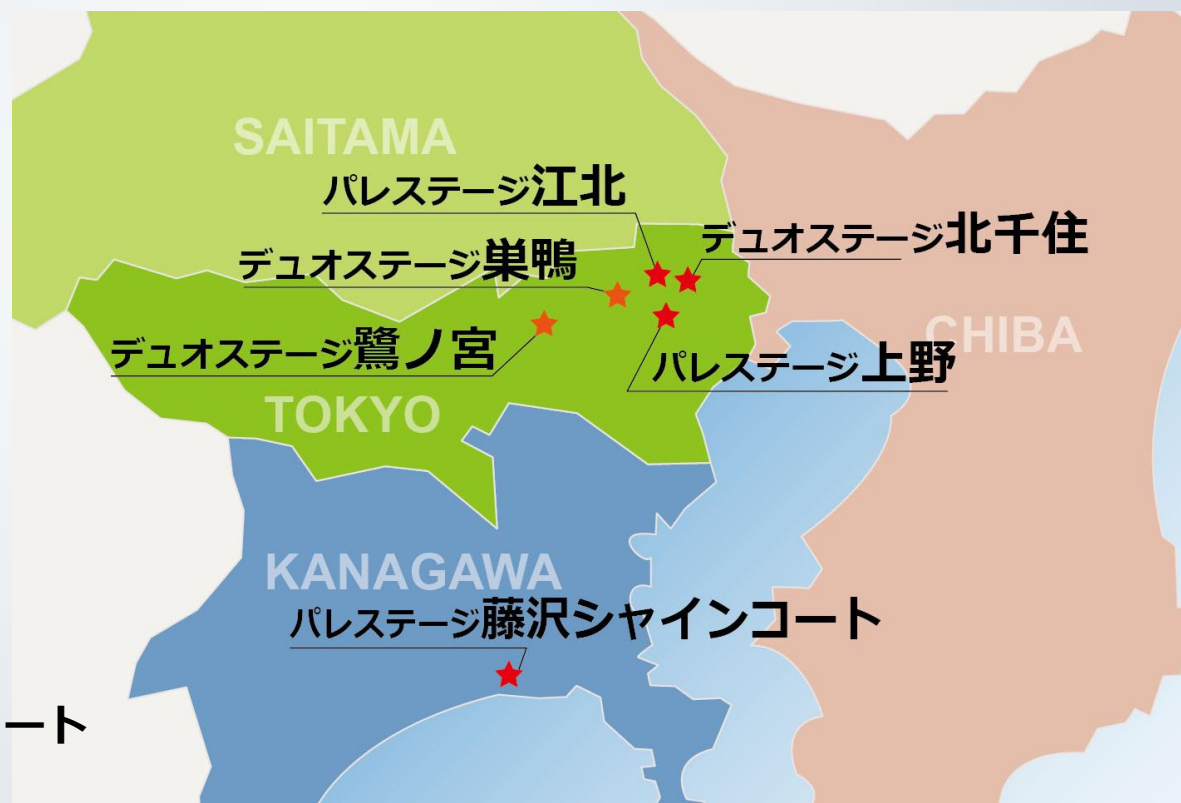 SAITAMA
パレステージ江北
デュオステージ北千住
デュオステージ巣鴨
CHIBA
デュオステージ鷺ノ宮
パレステージ上野
TOKYO
KANAGAWA
パレステージ藤沢シャインコート
ート